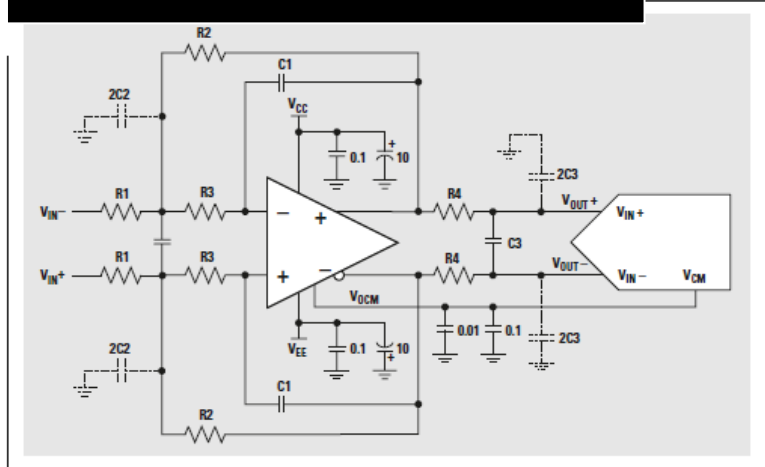 R2
C1
2C2
VCC
0.1
+
10
2C3
R1
R3
R4
VOUT+
VIN−
−
+
VIN+
C3
R1
R3
R4
VOUT−
VIN+
+
−
VIN−
VCM
VOCM
0.01
0.1
2C3
VEE
0.1
10
+
2C2
C1
R2